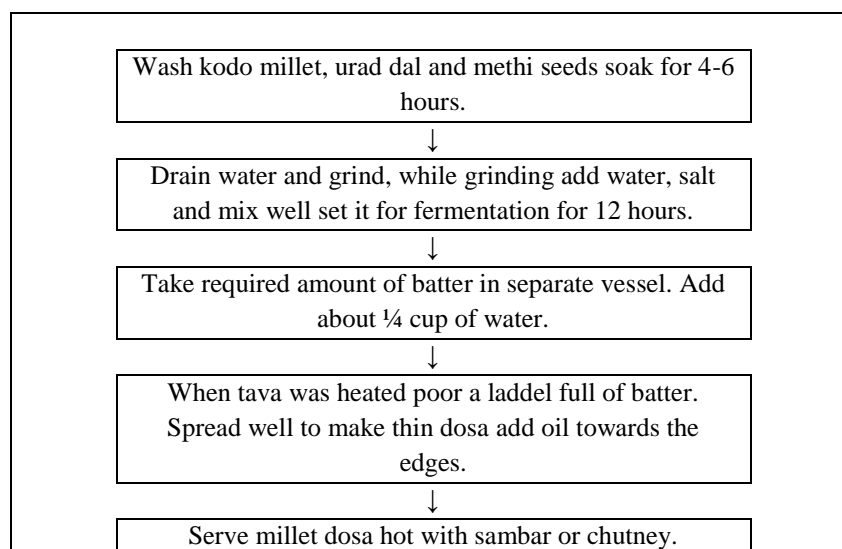 Wash kodo millet, urad dal and methi seeds soak for 4-6
hours.
↓
Drain water and grind, while grinding add water, salt
and mix well set it for fermentation for 12 hours.
↓
Take required amount of batter in separate vessel. Add
about ¼ cup of water.
↓
When tava was heated poor a laddel full of batter.
Spread well to make thin dosa add oil towards the
edges.
↓
Serve millet dosa hot with sambar or chutney.